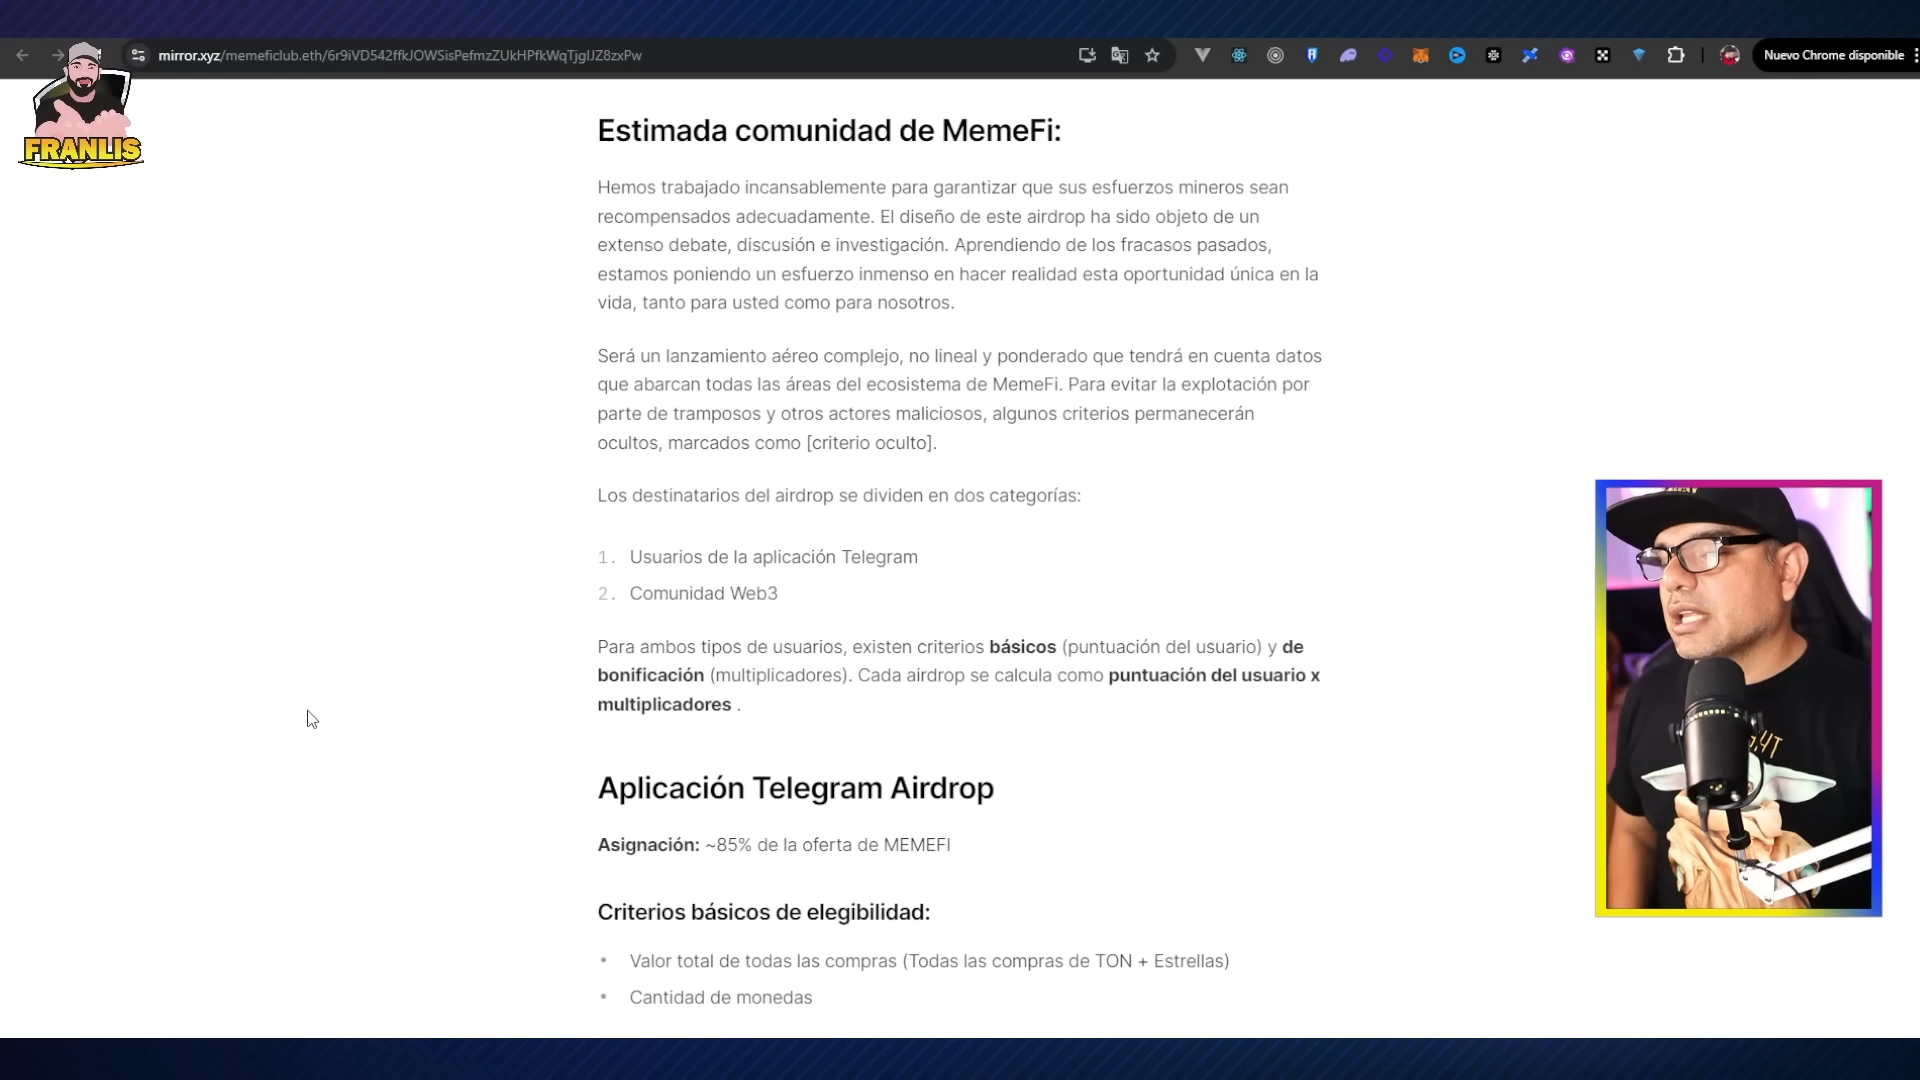 mirror.xyz/memeficlub.eth/6r9iVD542ffkJOWSisPefmzZUkHPfkWqTjgIJZ8zxPw
Nuevo Chrome disponible
FRANLIS
Estimada comunidad de MemeFi:
Hemos trabajado incansablemente para garantizar que sus esfuerzos mineros sean
recompensados adecuadamente. El diseño de este airdrop ha sido objeto de un
extenso debate, discusión e investigación. Aprendiendo de los fracasos pasados,
estamos poniendo un esfuerzo inmenso en hacer realidad esta oportunidad única en la
vida, tanto para usted como para nosotros.
Será un lanzamiento aéreo complejo, no lineal y ponderado que tendrá en cuenta datos
que abarcan todas las áreas del ecosistema de MemeFi. Para evitar la explotación por
parte de tramposos y otros actores maliciosos, algunos criterios permanecerán
ocultos, marcados como [criterio oculto].
Los destinatarios del airdrop se dividen en dos categorías:
1. Usuarios de la aplicación Telegram
2. Comunidad Web3
Para ambos tipos de usuarios, existen criterios básicos (puntuación del usuario) y de
bonificación (multiplicadores). Cada airdrop se calcula como puntuación del usuario x
multiplicadores .
Aplicación Telegram Airdrop
Asignación: ~85% de la oferta de MEMEFI
Criterios básicos de elegibilidad:
• Valor total de todas las compras (Todas las compras de TON + Estrellas)
• Cantidad de monedas